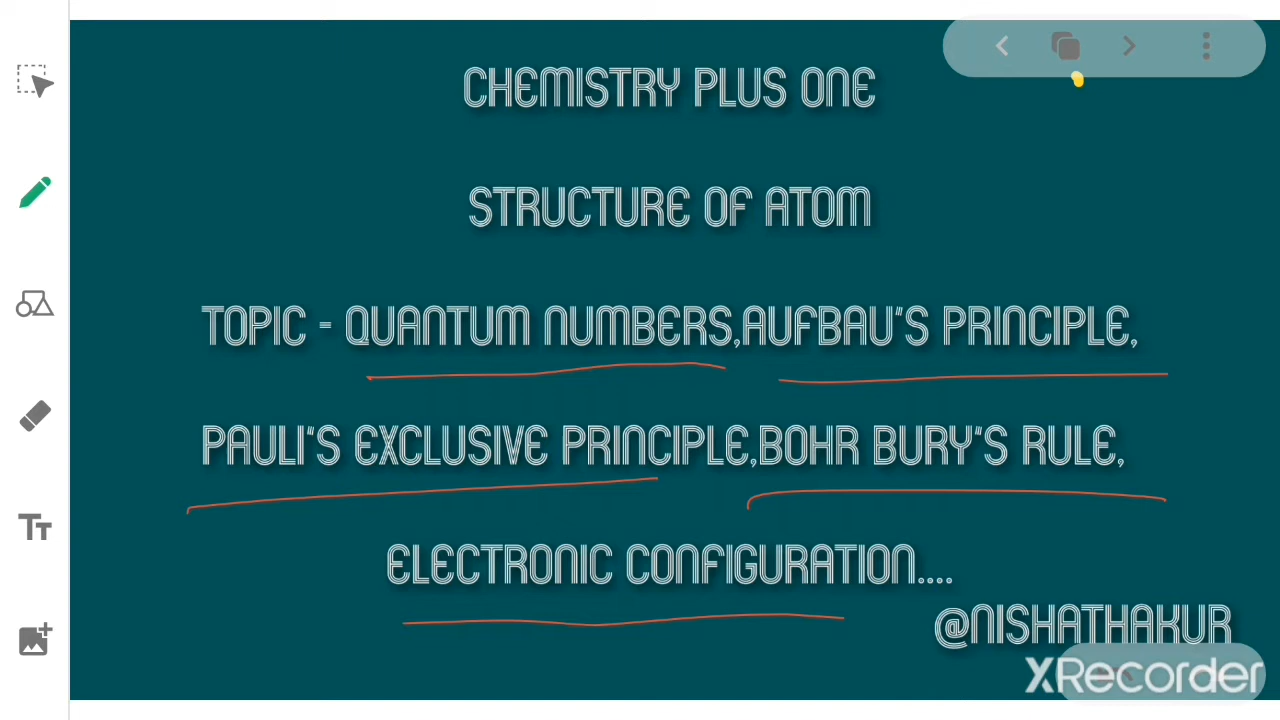 CHEMISTRY PLUS ONE
STRUCTURE OF ATOM
TOPIC - QUANTUM NUMBERS,AUFBAU"S PRINCIPLE,
PAULI"S EXCLUSIVE PRINCIPLE,BOHR BURY"S RULE,
ELECTRONIC CONFIGURATION....
@NISHATHAKUR
XRecorder
TT